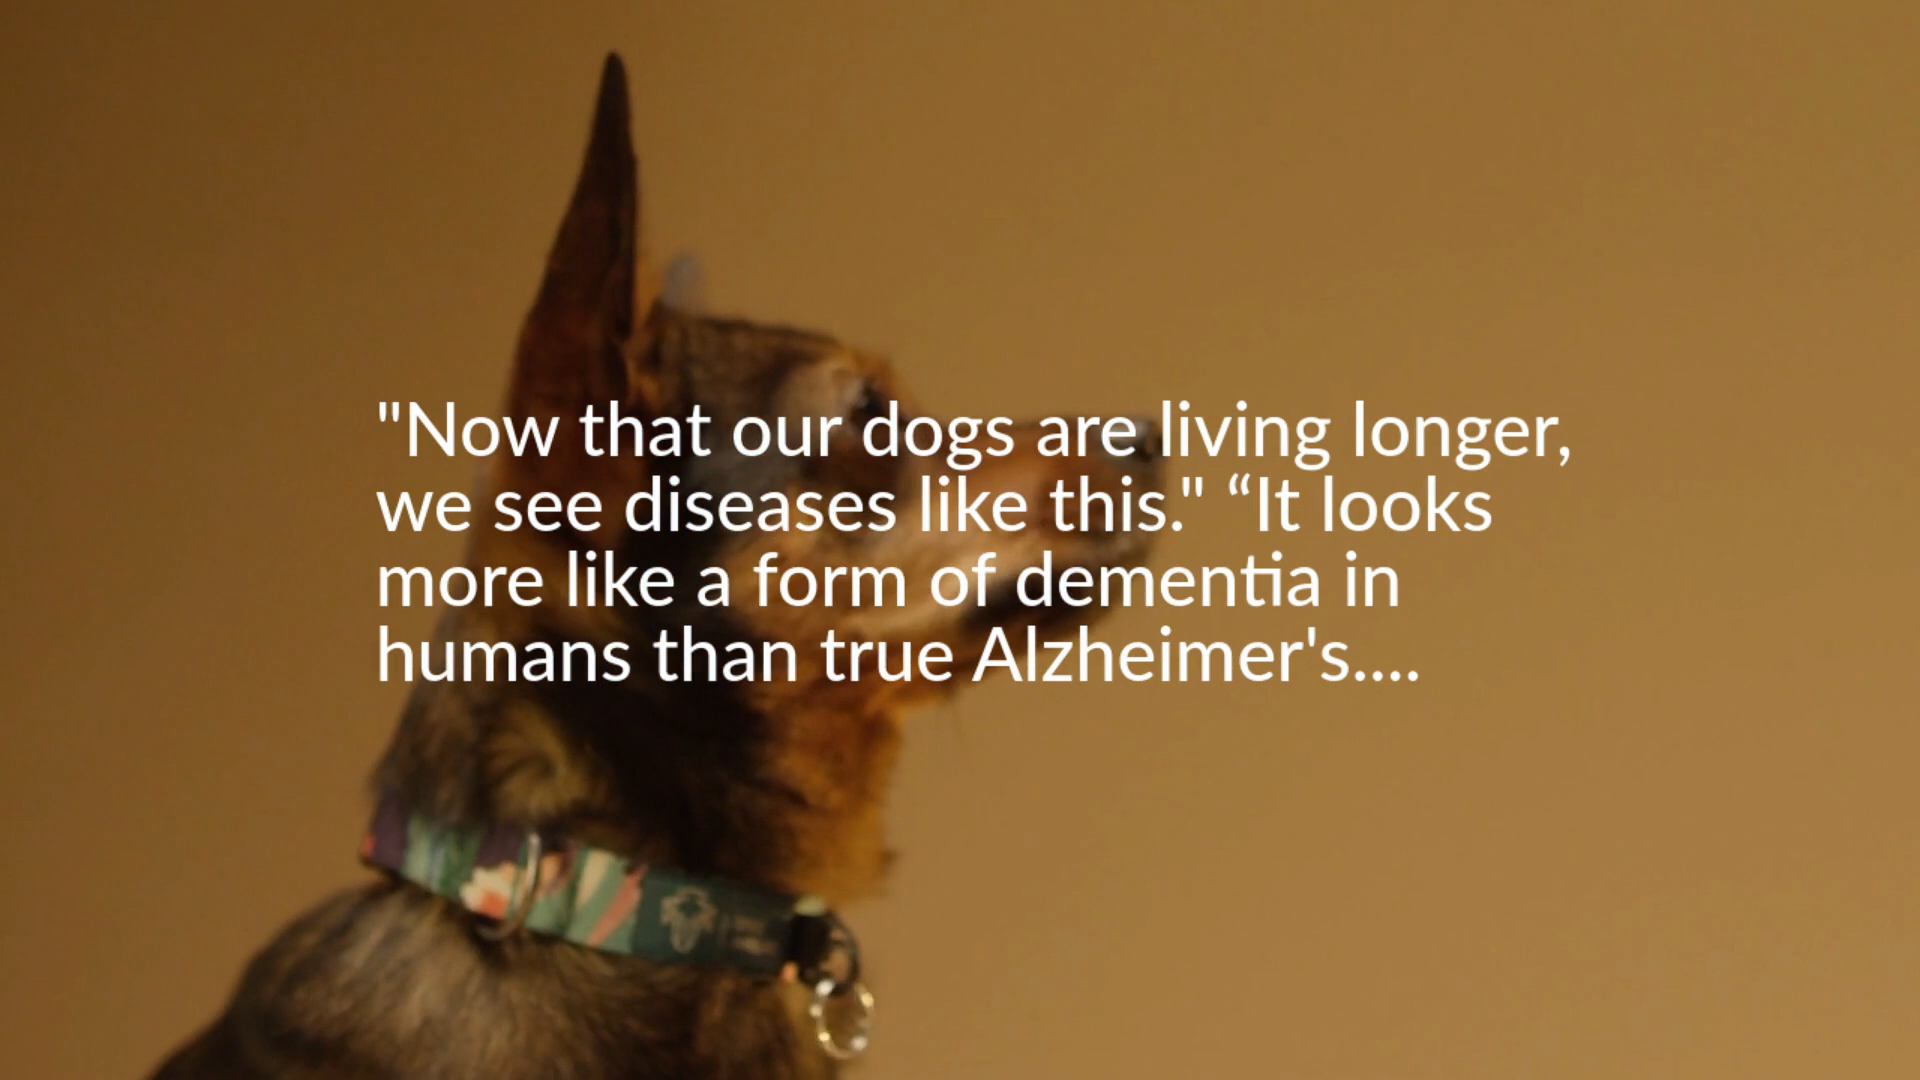 "Now that our dogs are living longer,
we see diseases like this." “It looks
more like a form of dementia in
humans than true Alzheimer's....